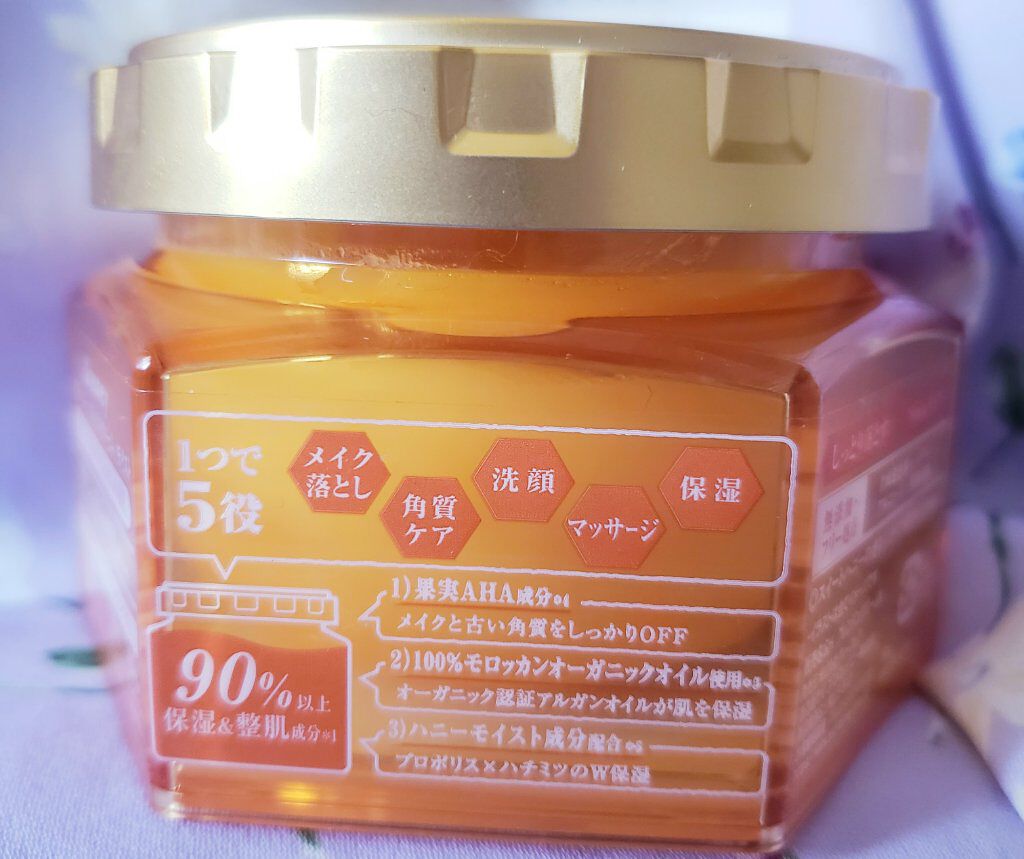 1つで
5役
メイク
落とし
角質
ケア
洗顔
マッサージ
保湿
90%以上
保湿&整肌成分※1
1)果実AHA成分※4
メイクと古い角質をしっかりOFF
2)100%モロッカンオーガニックオイル使用※3
オーガニック認証アルガンオイルが肌を保湿
3)ハニーモイスト成分配合※5
プロポリス×ハチミツのW保湿